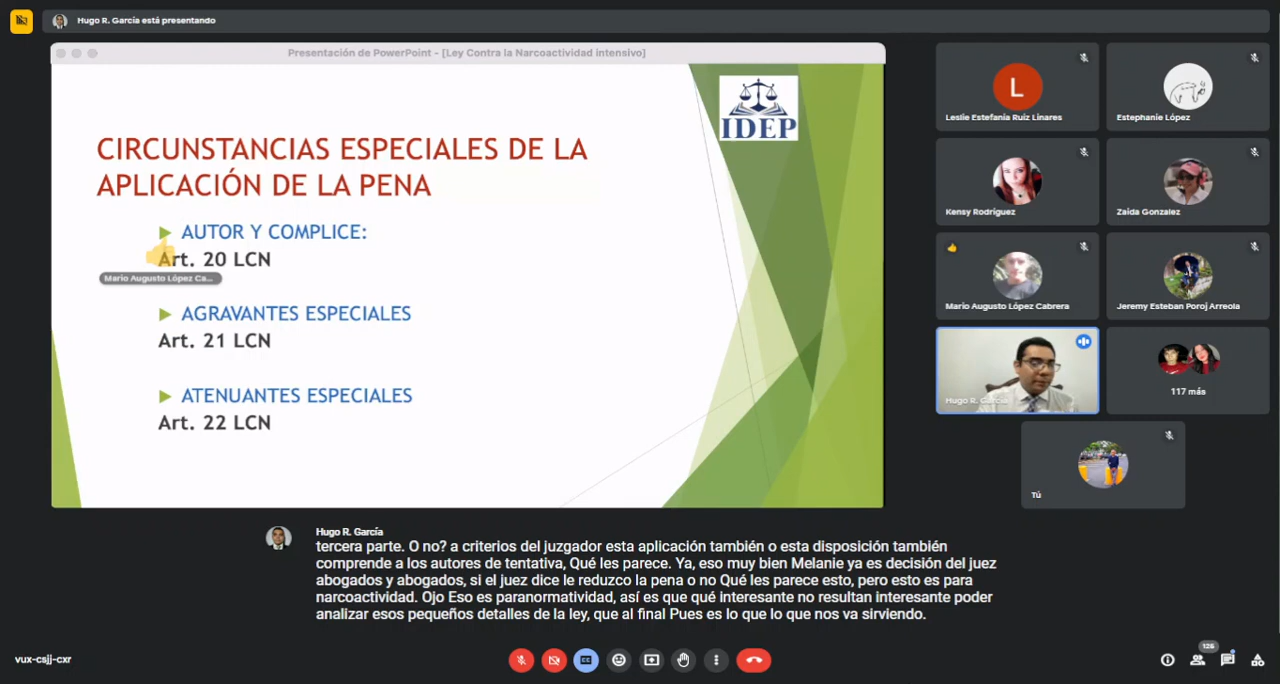 Hugo R. García está presentando
Presentación de PowerPoint - [Ley Contra la Narcoactividad intensivo]
IDEP
CIRCUNSTANCIAS ESPECIALES DE LA
APLICACIÓN DE LA PENA
AUTOR Y COMPLICE:
Art. 20 LCN
Mario Augusto López Ca...
AGRAVANTES ESPECIALES
Art. 21 LCN
ATENUANTES ESPECIALES
Art. 22 LCN
L
Leslie Estefanía Ruiz Linares
Estephanie López
Kensy Rodríguez
Zaida Gonzalez
Mario Augusto López Cabrera
Jeremy Esteban Poroj Arreola
Hugo R. García
117 más
Tú
Hugo R. García
tercera parte. O no? a criterios del juzgador esta aplicación también o esta disposición también
comprende a los autores de tentativa, Qué les parece. Ya, eso muy bien Melanie ya es decisión del juez
abogados y abogados, si el juez dice le reduzco la pena o no Qué les parece esto, pero esto es para
narcoactividad. Ojo Eso es paranormatividad, así es que qué interesante no resultan interesante poder
analizar esos pequeños detalles de la ley, que al final Pues es lo que lo que nos va sirviendo.
vux-csjj-cxr
CC
126